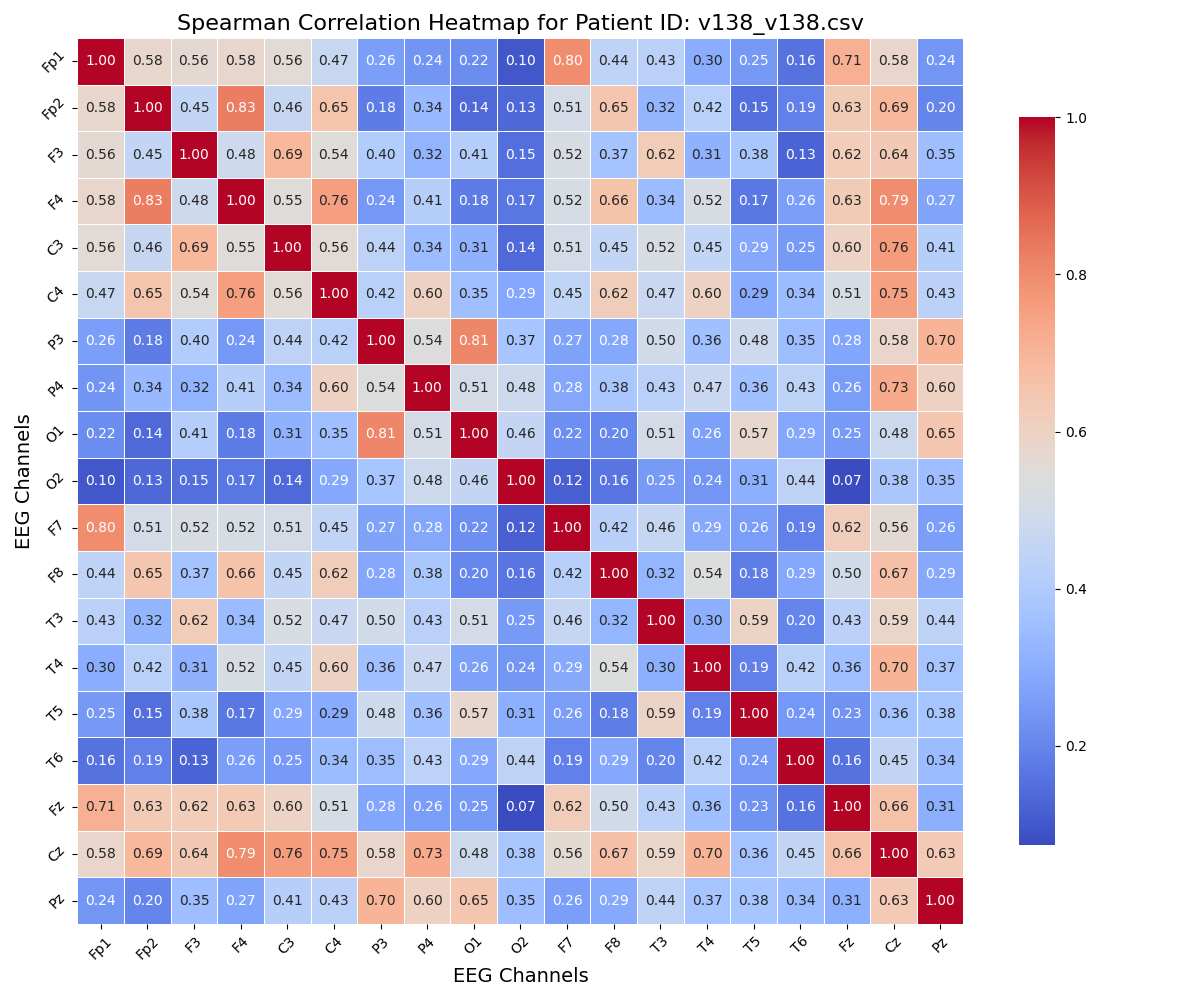 Spearman Correlation Heatmap for Patient ID: v138_v138.csv
Fp1 1.00 0.58 0.56 0.58 0.56 0.47 0.26 0.24 0.22 0.10 0.80 0.44 0.43 0.30 0.25 0.16 0.71 0.58 0.24
Fp2 0.58 1.00 0.45 0.83 0.46 0.65 0.18 0.34 0.14 0.13 0.51 0.65 0.32 0.42 0.15 0.19 0.63 0.69 0.20
F3 0.56 0.45 1.00 0.48 0.69 0.54 0.40 0.32 0.41 0.15 0.52 0.37 0.62 0.31 0.38 0.13 0.62 0.64 0.35
F4 0.58 0.83 0.48 1.00 0.55 0.76 0.24 0.41 0.18 0.17 0.52 0.66 0.34 0.52 0.17 0.26 0.63 0.79 0.27
C3 0.56 0.46 0.69 0.55 1.00 0.56 0.44 0.34 0.31 0.14 0.51 0.45 0.52 0.45 0.29 0.25 0.60 0.76 0.41
C4 0.47 0.65 0.54 0.76 0.56 1.00 0.42 0.60 0.35 0.29 0.45 0.62 0.47 0.60 0.29 0.34 0.51 0.75 0.43
P3 0.26 0.18 0.40 0.24 0.44 0.42 1.00 0.54 0.81 0.37 0.27 0.28 0.50 0.36 0.48 0.35 0.28 0.58 0.70
P4 0.24 0.34 0.32 0.41 0.34 0.60 0.54 1.00 0.51 0.48 0.28 0.38 0.43 0.47 0.36 0.43 0.26 0.73 0.60
O1 0.22 0.14 0.41 0.18 0.31 0.35 0.81 0.51 1.00 0.46 0.22 0.20 0.51 0.26 0.57 0.29 0.25 0.48 0.65
O2 0.10 0.13 0.15 0.17 0.14 0.29 0.37 0.48 0.46 1.00 0.12 0.16 0.25 0.24 0.31 0.44 0.07 0.38 0.35
F7 0.80 0.51 0.52 0.52 0.51 0.45 0.27 0.28 0.22 0.12 1.00 0.42 0.46 0.29 0.26 0.19 0.62 0.56 0.26
F8 0.44 0.65 0.37 0.66 0.45 0.62 0.28 0.38 0.20 0.16 0.42 1.00 0.32 0.54 0.18 0.29 0.50 0.67 0.29
T3 0.43 0.32 0.62 0.34 0.52 0.47 0.50 0.43 0.51 0.25 0.46 0.32 1.00 0.30 0.59 0.20 0.43 0.59 0.44
T4 0.30 0.42 0.31 0.52 0.45 0.60 0.36 0.47 0.26 0.24 0.29 0.54 0.30 1.00 0.19 0.42 0.36 0.70 0.37
T5 0.25 0.15 0.38 0.17 0.29 0.29 0.48 0.36 0.57 0.31 0.26 0.18 0.59 0.19 1.00 0.24 0.23 0.36 0.38
T6 0.16 0.19 0.13 0.26 0.25 0.34 0.35 0.43 0.29 0.44 0.19 0.29 0.20 0.42 0.24 1.00 0.16 0.45 0.34
Fz 0.71 0.63 0.62 0.63 0.60 0.51 0.28 0.26 0.25 0.07 0.62 0.50 0.43 0.36 0.23 0.16 1.00 0.66 0.31
Cz 0.58 0.69 0.64 0.79 0.76 0.75 0.58 0.73 0.48 0.38 0.56 0.67 0.59 0.70 0.36 0.45 0.66 1.00 0.63
Pz 0.24 0.20 0.35 0.27 0.41 0.43 0.70 0.60 0.65 0.35 0.26 0.29 0.44 0.37 0.38 0.34 0.31 0.63 1.00
Fp1 Fp2 F3 F4 C3 C4 P3 P4 O1 O2 F7 F8 T3 T4 T5 T6 Fz Cz Pz
EEG Channels
EEG Channels
1.0
0.8
0.6
0.4
0.2